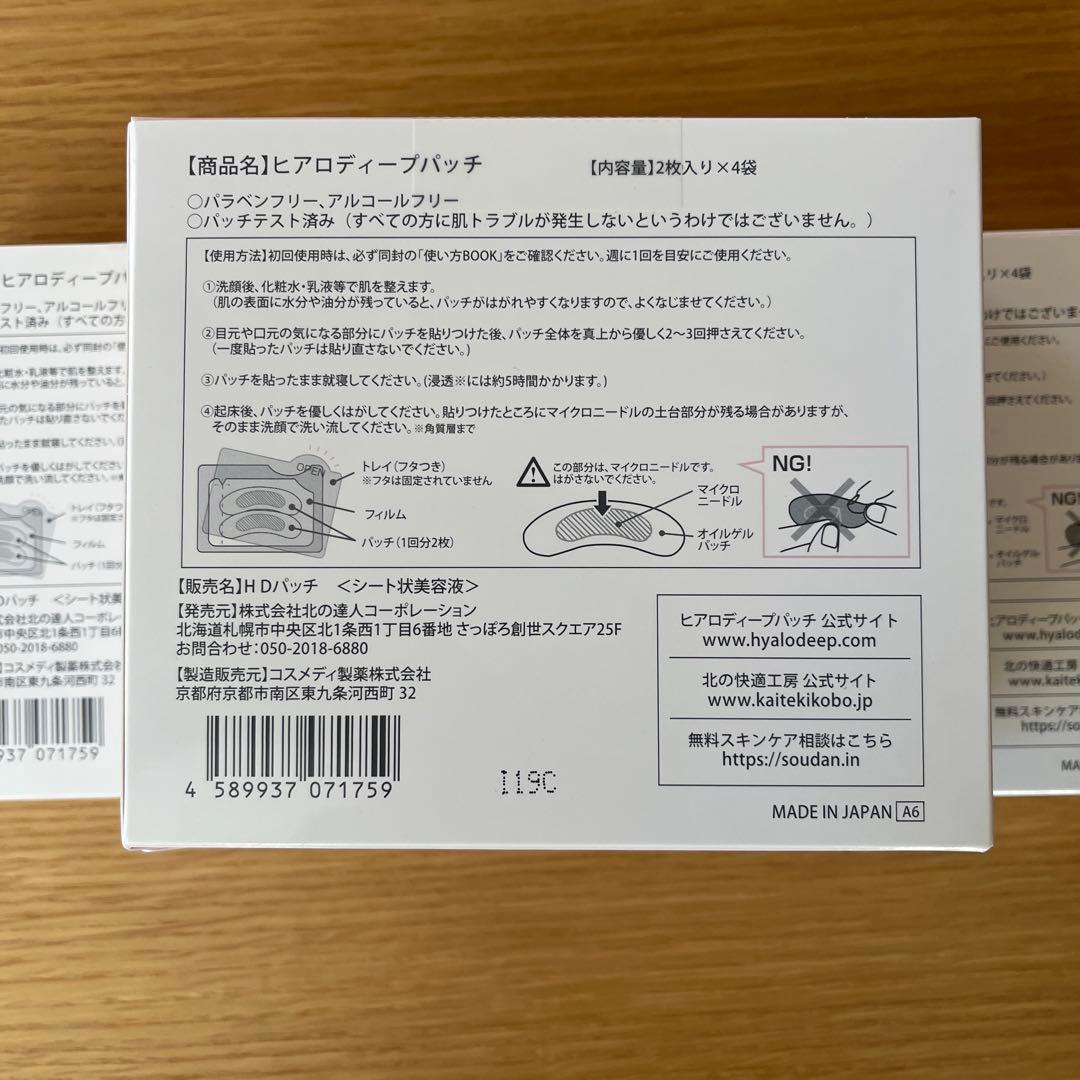 【商品名】ヒアロディープパッチ
【内容量】2枚入り×4袋
○パラベンフリー、アルコールフリー
○パッチテスト済み（すべての方に肌トラブルが発生しないというわけではございません。）
【使用方法】初回使用時は、必ず同封の「使い方BOOK」をご確認ください。週に1回を目安にご使用ください。
①洗顔後、化粧水・乳液等で肌を整えます。
（肌の表面に水分や油分が残っていると、パッチがはがれやすくなりますので、よくなじませてください。）
②目元や口元の気になる部分にパッチを貼りつけた後、パッチ全体を真上から優しく2～3回押さえてください。
（一度貼ったパッチは貼り直さないでください。）
③パッチを貼ったまま就寝してください。(浸透※には約5時間かかります。)
④起床後、パッチを優しくはがしてください。貼りつけたところにマイクロニードルの土台部分が残る場合がありますが、
そのまま洗顔で洗い流してください。※角質層まで
OPEN
トレイ（フタつき）
※フタは固定されていません
フィルム
パッチ（1回分2枚）
この部分は、マイクロニードルです。
はがさないでください。
マイクロ
ニードル
オイルゲル
パッチ
NG!
【販売名】H Dパッチ ＜シート状美容液＞
【発売元】株式会社北の達人コーポレーション
北海道札幌市中央区北1条西1丁目6番地 さっぽろ創世スクエア25F
お問合わせ：050-2018-6880
【製造販売元】コスメディ製薬株式会社
京都府京都市南区東九条河西町 32
4 589937 071759
I19C
ヒアロディープパッチ 公式サイト
www.hyalodeep.com
北の快適工房 公式サイト
www.kaitekikobo.jp
無料スキンケア相談はこちら
https://soudan.in
MADE IN JAPAN A6